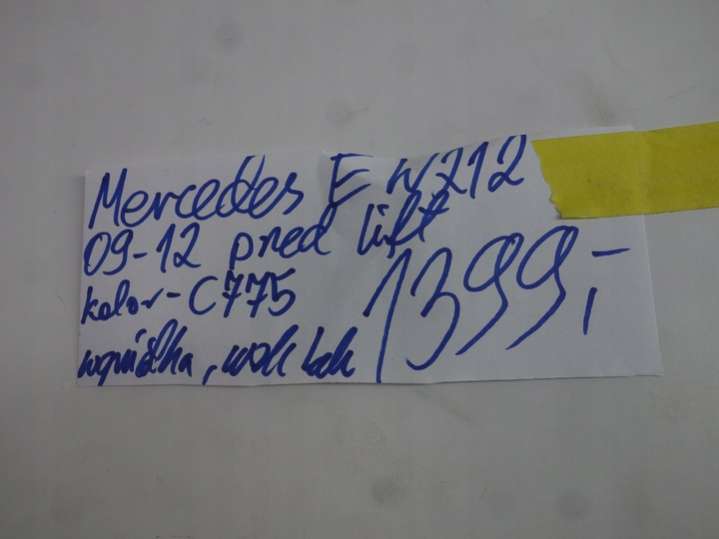 Mercedes E W212
09-12 pred lift
kolor - C775
1399,-